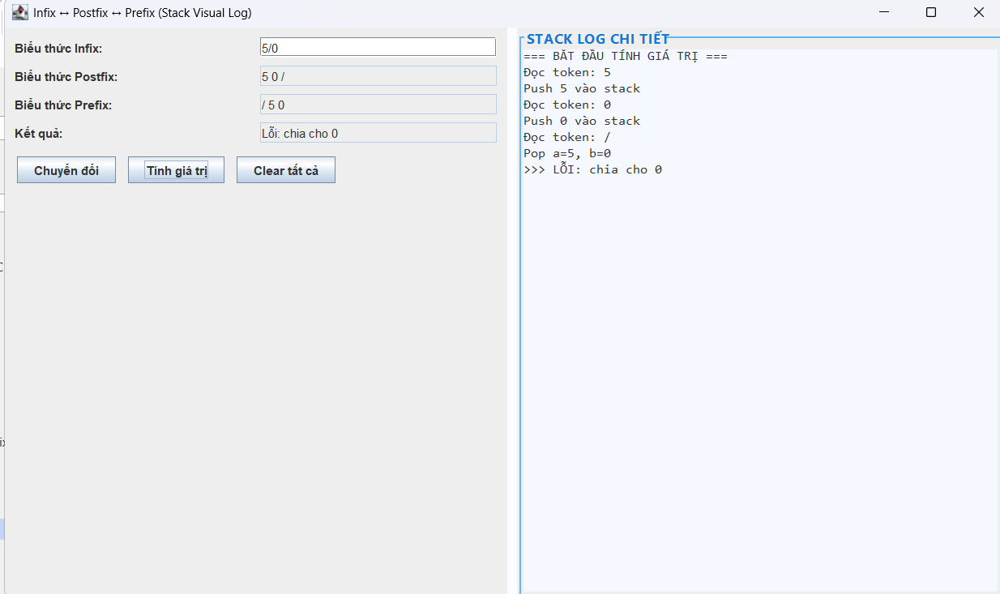 Infix ↔ Postfix ↔ Prefix (Stack Visual Log)
Biểu thức Infix:
5/0
Biểu thức Postfix:
5 0 /
Biểu thức Prefix:
/ 5 0
Kết quả:
Lỗi: chia cho 0
Chuyển đổi
Tính giá trị
Clear tất cả
STACK LOG CHI TIẾT
=== BẮT ĐẦU TÍNH GIÁ TRỊ ===
Đọc token: 5
Push 5 vào stack
Đọc token: 0
Push 0 vào stack
Đọc token: /
Pop a=5, b=0
>>> LỖI: chia cho 0